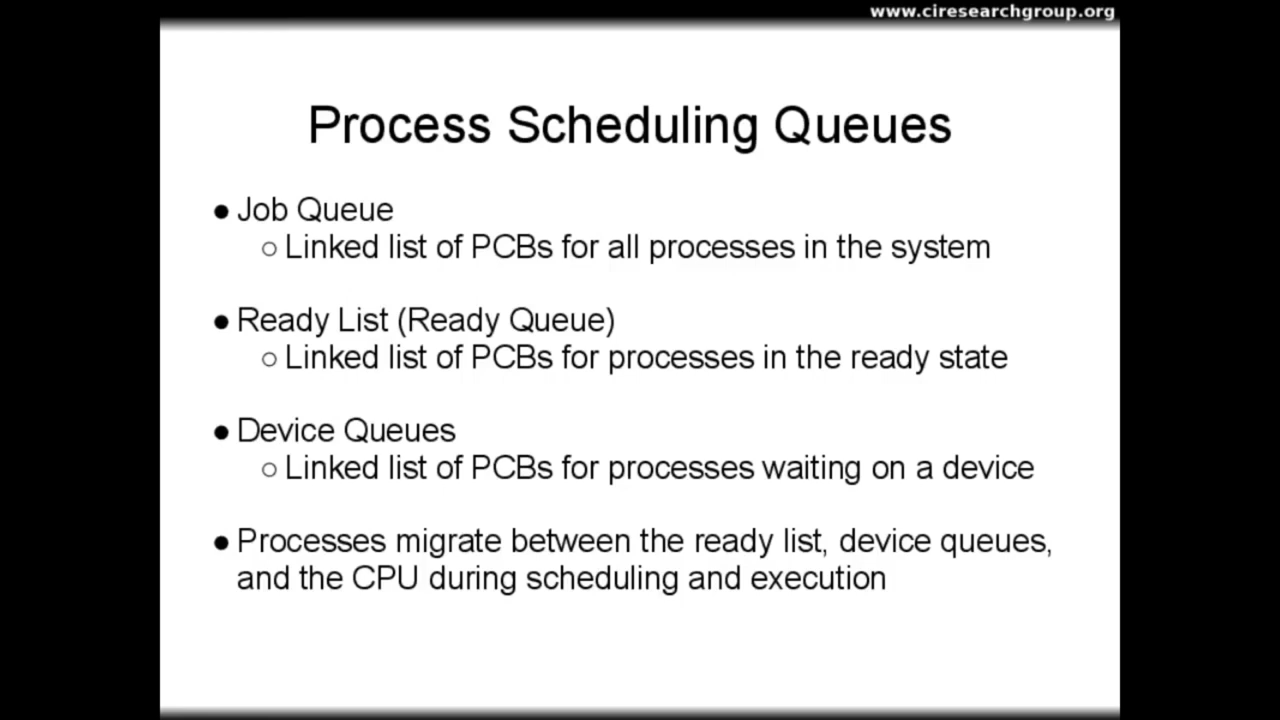 www.ciresearchgroup.org
Process Scheduling Queues
● Job Queue
○ Linked list of PCBs for all processes in the system
● Ready List (Ready Queue)
○ Linked list of PCBs for processes in the ready state
● Device Queues
○ Linked list of PCBs for processes waiting on a device
● Processes migrate between the ready list, device queues,
and the CPU during scheduling and execution